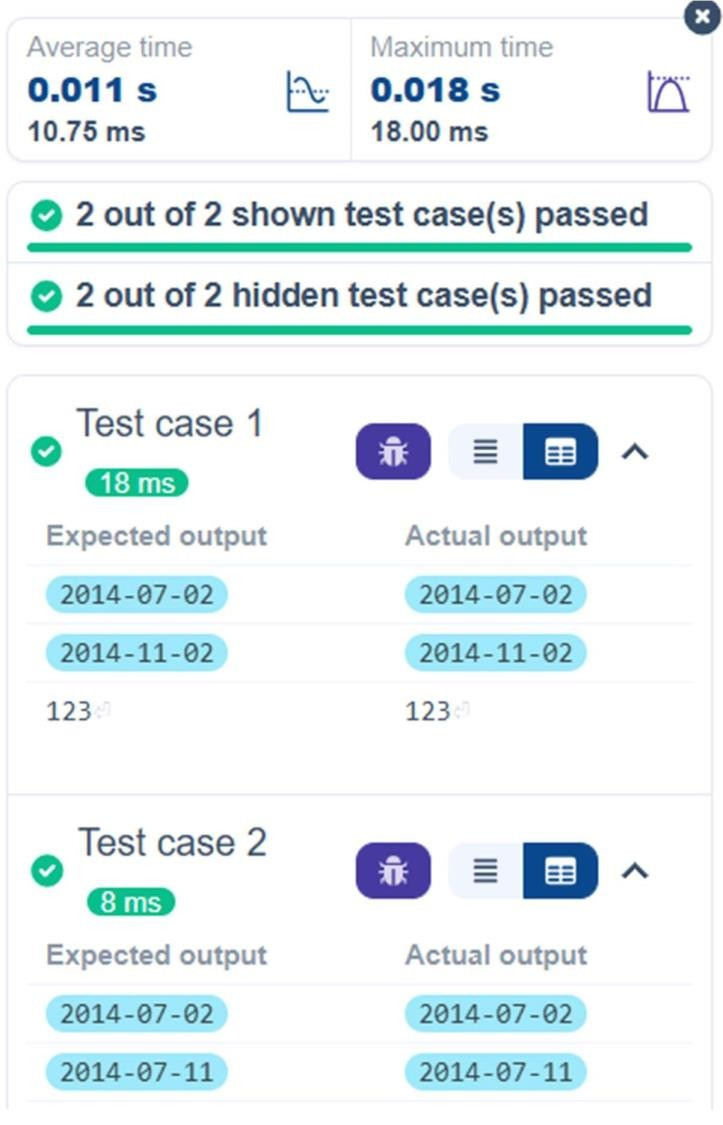 Average time Maximum time
0.011 s 0.018 s
10.75 ms 18.00 ms
2 out of 2 shown test case(s) passed
2 out of 2 hidden test case(s) passed
Test case 1
18 ms
Expected output Actual output
2014-07-02 2014-07-02
2014-11-02 2014-11-02
123⏎ 123⏎
Test case 2
8 ms
Expected output Actual output
2014-07-02 2014-07-02
2014-07-11 2014-07-11